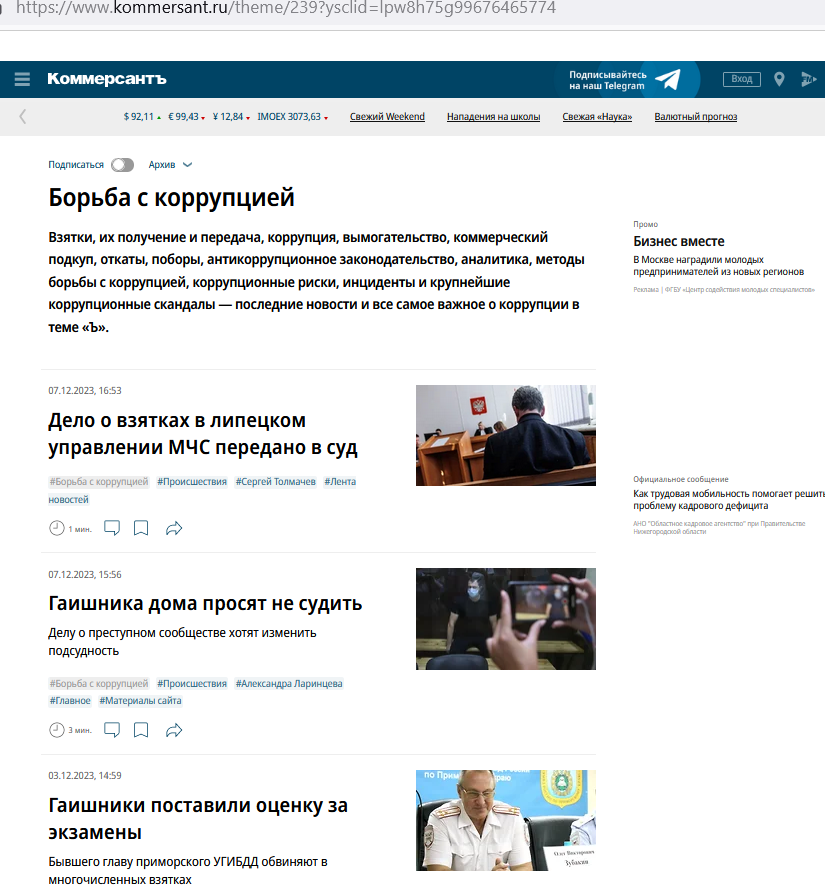 https://www.kommersant.ru/theme/239?ysclid=lpw8h75g99676465774
Коммерсантъ
Подписывайтесь
на наш Telegram
Вход
$ 92,11 € 99,43 ¥ 12,84 IMOEX 3073,63 Свежий Weekend Нападения на школы Свежая «Наука» Валютный прогноз
Подписаться Архив
Борьба с коррупцией
Взятки, их получение и передача, коррупция, вымогательство, коммерческий
подкуп, откаты, поборы, антикоррупционное законодательство, аналитика, методы
борьбы с коррупцией, коррупционные риски, инциденты и крупнейшие
коррупционные скандалы — последние новости и все самое важное о коррупции в
теме «Ъ».
Промо
Бизнес вместе
В Москве наградили молодых
предпринимателей из новых регионов
Реклама | ФГБУ «Центр содействия молодых специалистов»
07.12.2023, 16:53
Дело о взятках в липецком
управлении МЧС передано в суд
#Борьба с коррупцией #Происшествия #Сергей Толмачев #Лента
новостей
1 мин.
Официальное сообщение
Как трудовая мобильность помогает решить
проблему кадрового дефицита
АНО "Областное кадровое агентство" при Правительстве
Нижегородской области
07.12.2023, 15:56
Гаишника дома просят не судить
Делу о преступном сообществе хотят изменить
подсудность
#Борьба с коррупцией #Происшествия #Александра Ларинцева
#Главное #Материалы сайта
3 мин.
03.12.2023, 14:59
Гаишники поставили оценку за
экзамены
Бывшего главу приморского УГИБДД обвиняют в
многочисленных взятках
по Прим
краю
Олег Викторович
Зубакин